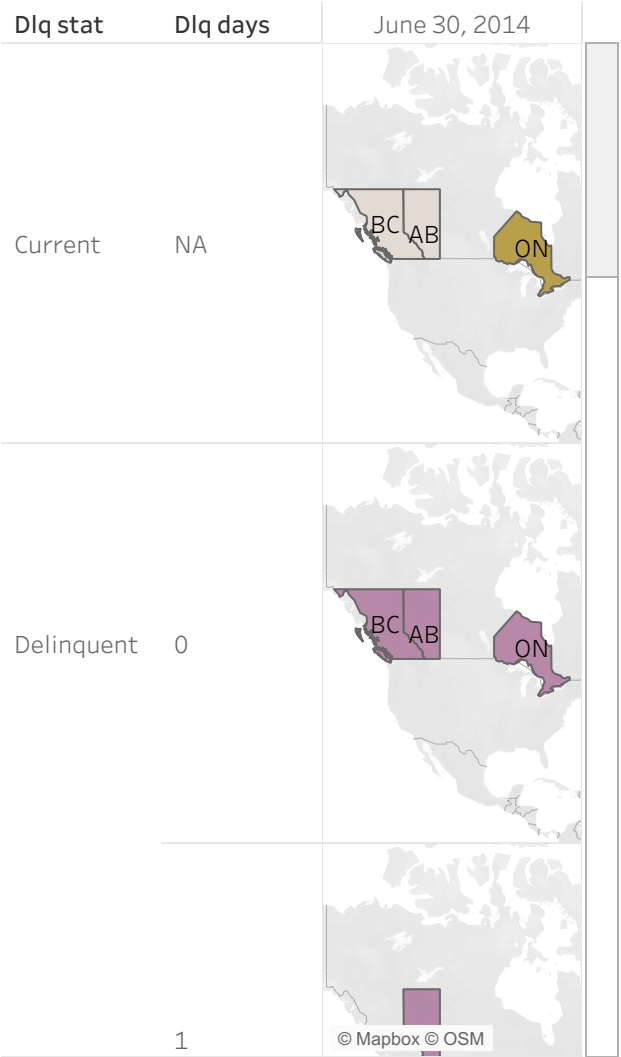 Dlq stat Dlq days June 30, 2014
Current NA BC AB ON
Delinquent 0 BC AB ON
1 © Mapbox © OSM